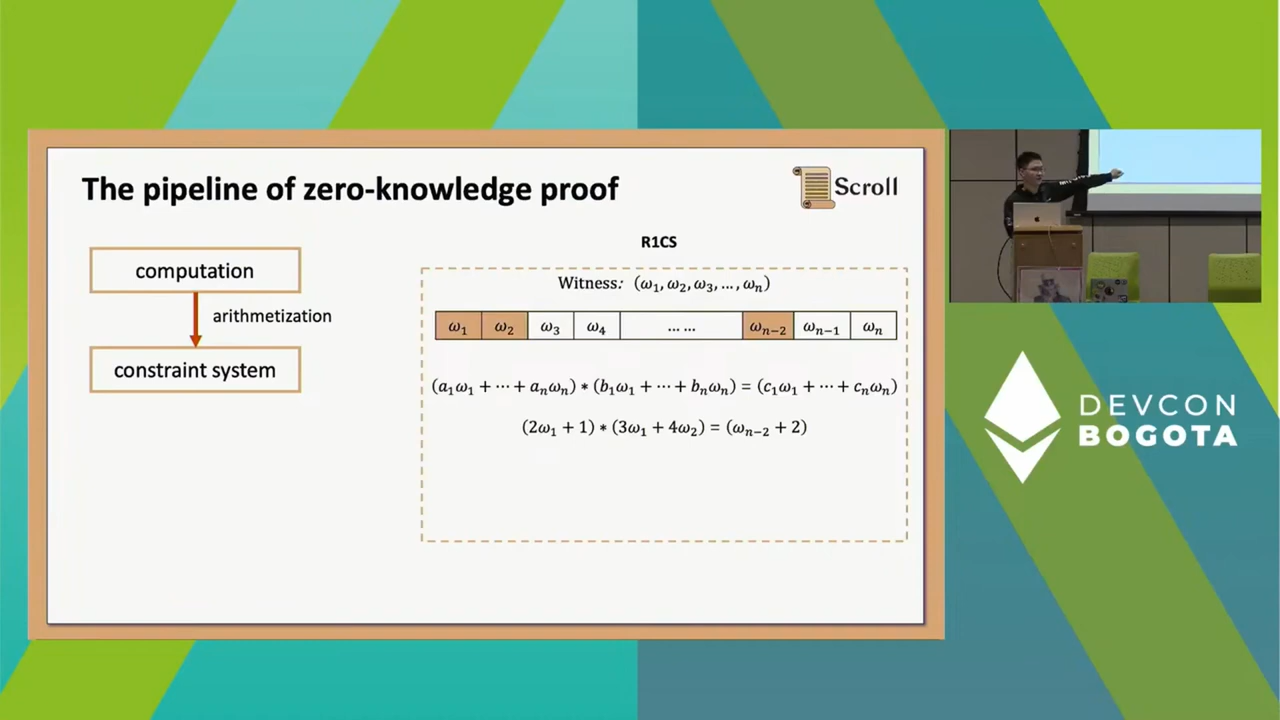 The pipeline of zero-knowledge proof
Scroll
computation
arithmetization
constraint system
R1CS
Witness: (ω₁, ω₂, ω₃, ..., ωₙ)
ω₁ ω₂ ω₃ ω₄ ... ... ωₙ₋₂ ωₙ₋₁ ωₙ
(a₁ω₁ + ⋯ + aₙωₙ) ∗ (b₁ω₁ + ⋯ + bₙωₙ) = (c₁ω₁ + ⋯ + cₙωₙ)
(2ω₁ + 1) ∗ (3ω₁ + 4ω₂) = (ωₙ₋₂ + 2)
DEVCON
BOGOTA